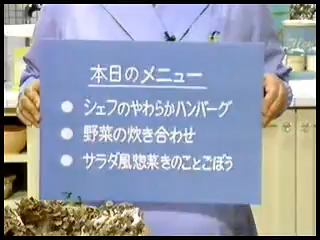 本日のメニュー
● シェフのやわらかハンバーグ
● 野菜の炊き合わせ
● サラダ風惣菜きのことごぼう